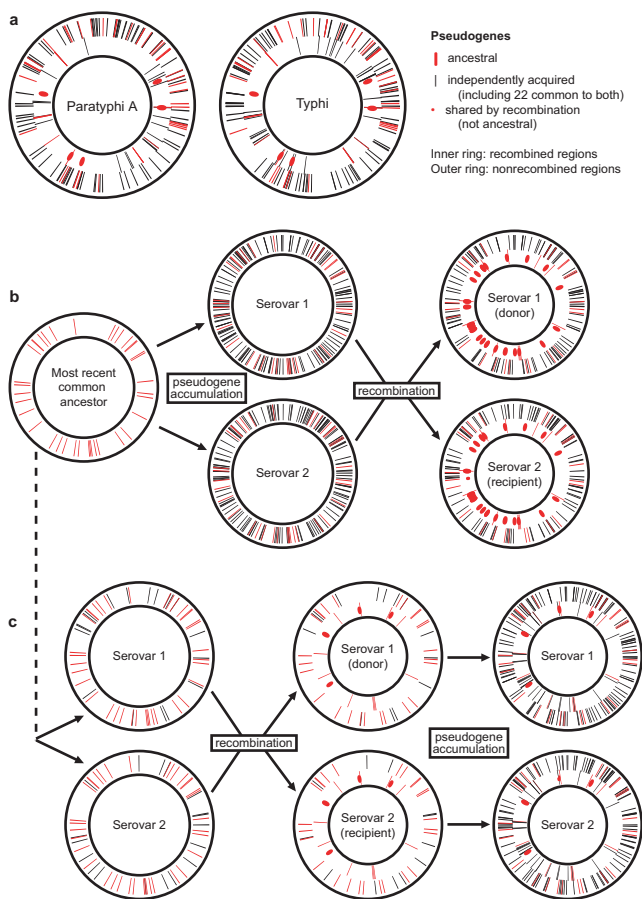 a
Paratyphi A
Typhi
Pseudogenes
ancestral
independently acquired
(including 22 common to both)
shared by recombination
(not ancestral)
Inner ring: recombined regions
Outer ring: nonrecombined regions
b
Most recent
common
ancestor
pseudogene
accumulation
Serovar 1
Serovar 2
recombination
Serovar 1
(donor)
Serovar 2
(recipient)
c
Serovar 1
Serovar 2
recombination
Serovar 1
(donor)
Serovar 2
(recipient)
pseudogene
accumulation
Serovar 1
Serovar 2